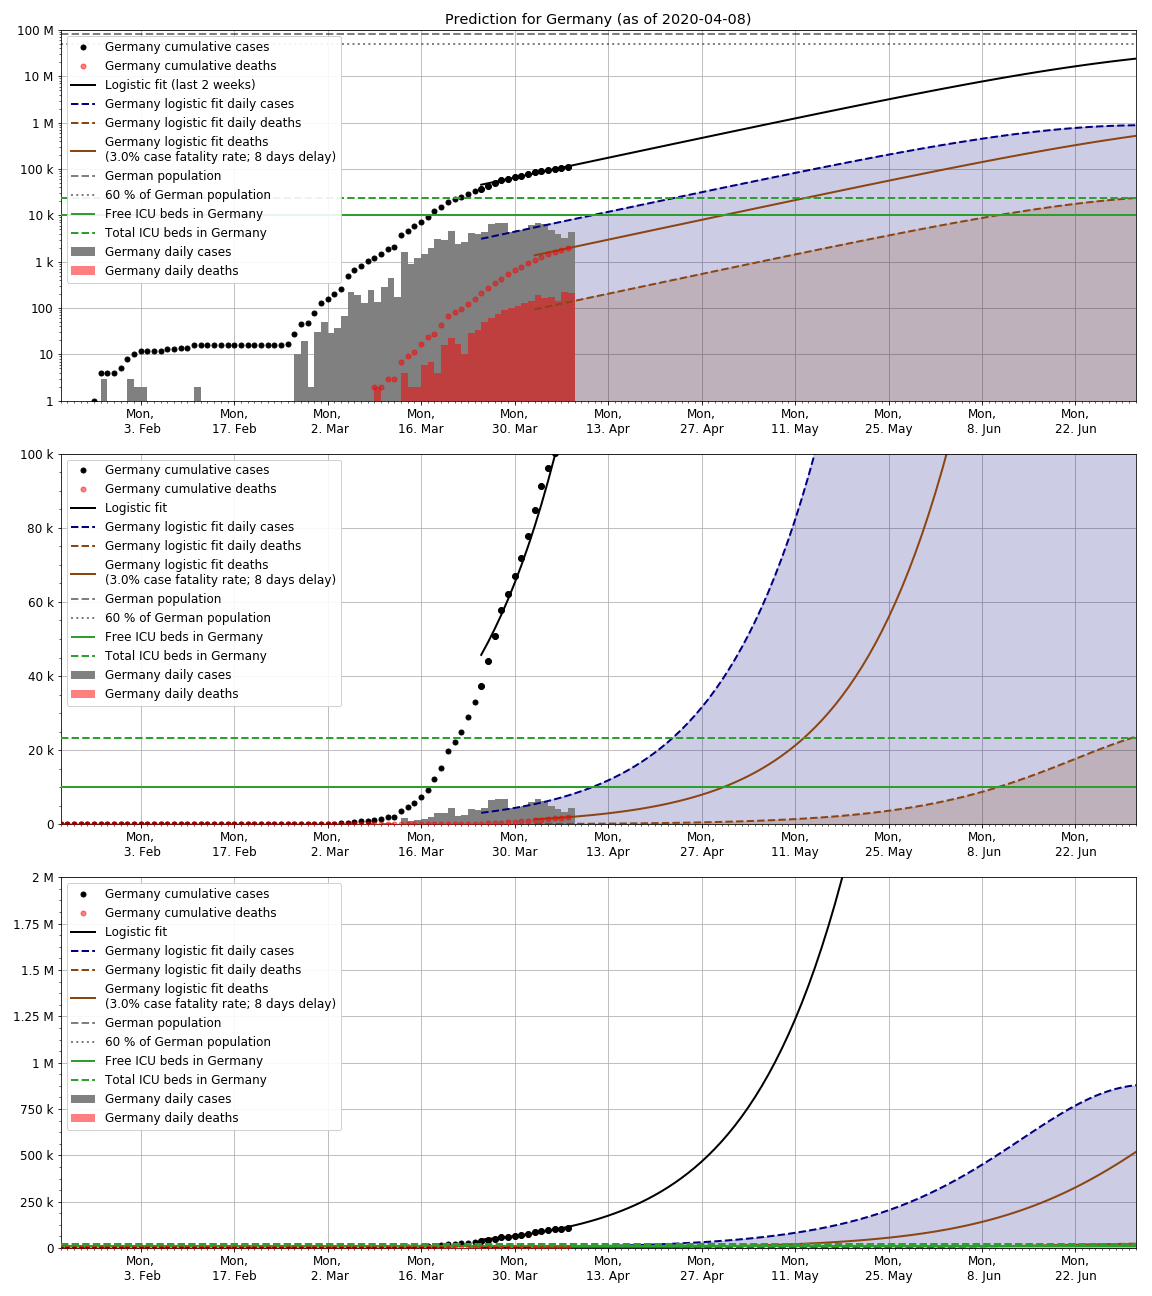 Prediction for Germany (as of 2020-04-08)
100 M
10 M
1 M
100 k
10 k
1 k
100
10
1
Germany cumulative cases
Germany cumulative deaths
Logistic fit (last 2 weeks)
Germany logistic fit daily cases
Germany logistic fit daily deaths
Germany logistic fit deaths
(3.0% case fatality rate; 8 days delay)
German population
60 % of German population
Free ICU beds in Germany
Total ICU beds in Germany
Germany daily cases
Germany daily deaths
Mon, Mon, Mon, Mon, Mon, Mon, Mon, Mon, Mon, Mon, Mon,
3. Feb 17. Feb 2. Mar 16. Mar 30. Mar 13. Apr 27. Apr 11. May 25. May 8. Jun 22. Jun
100 k
80 k
60 k
40 k
20 k
0
Germany cumulative cases
Germany cumulative deaths
Logistic fit
Germany logistic fit daily cases
Germany logistic fit daily deaths
Germany logistic fit deaths
(3.0% case fatality rate; 8 days delay)
German population
60 % of German population
Free ICU beds in Germany
Total ICU beds in Germany
Germany daily cases
Germany daily deaths
Mon, Mon, Mon, Mon, Mon, Mon, Mon, Mon, Mon, Mon, Mon,
3. Feb 17. Feb 2. Mar 16. Mar 30. Mar 13. Apr 27. Apr 11. May 25. May 8. Jun 22. Jun
2 M
1.75 M
1.5 M
1.25 M
1 M
750 k
500 k
250 k
0
Germany cumulative cases
Germany cumulative deaths
Logistic fit
Germany logistic fit daily cases
Germany logistic fit daily deaths
Germany logistic fit deaths
(3.0% case fatality rate; 8 days delay)
German population
60 % of German population
Free ICU beds in Germany
Total ICU beds in Germany
Germany daily cases
Germany daily deaths
Mon, Mon, Mon, Mon, Mon, Mon, Mon, Mon, Mon, Mon, Mon,
3. Feb 17. Feb 2. Mar 16. Mar 30. Mar 13. Apr 27. Apr 11. May 25. May 8. Jun 22. Jun